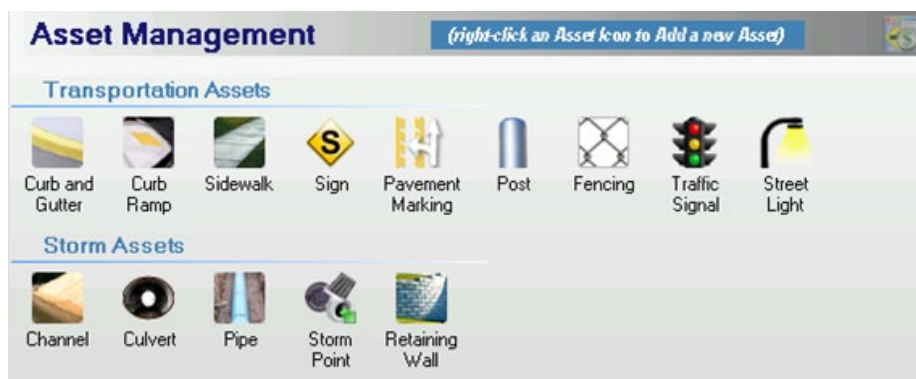 Asset Management
(right-click an Asset Icon to Add a new Asset)
Transportation Assets
S
Curb and Gutter
Curb Ramp
Sidewalk
Sign
Pavement Marking
Post
Fencing
Traffic Signal
Street Light
Storm Assets
Channel
Culvert
Pipe
Storm Point
Retaining Wall